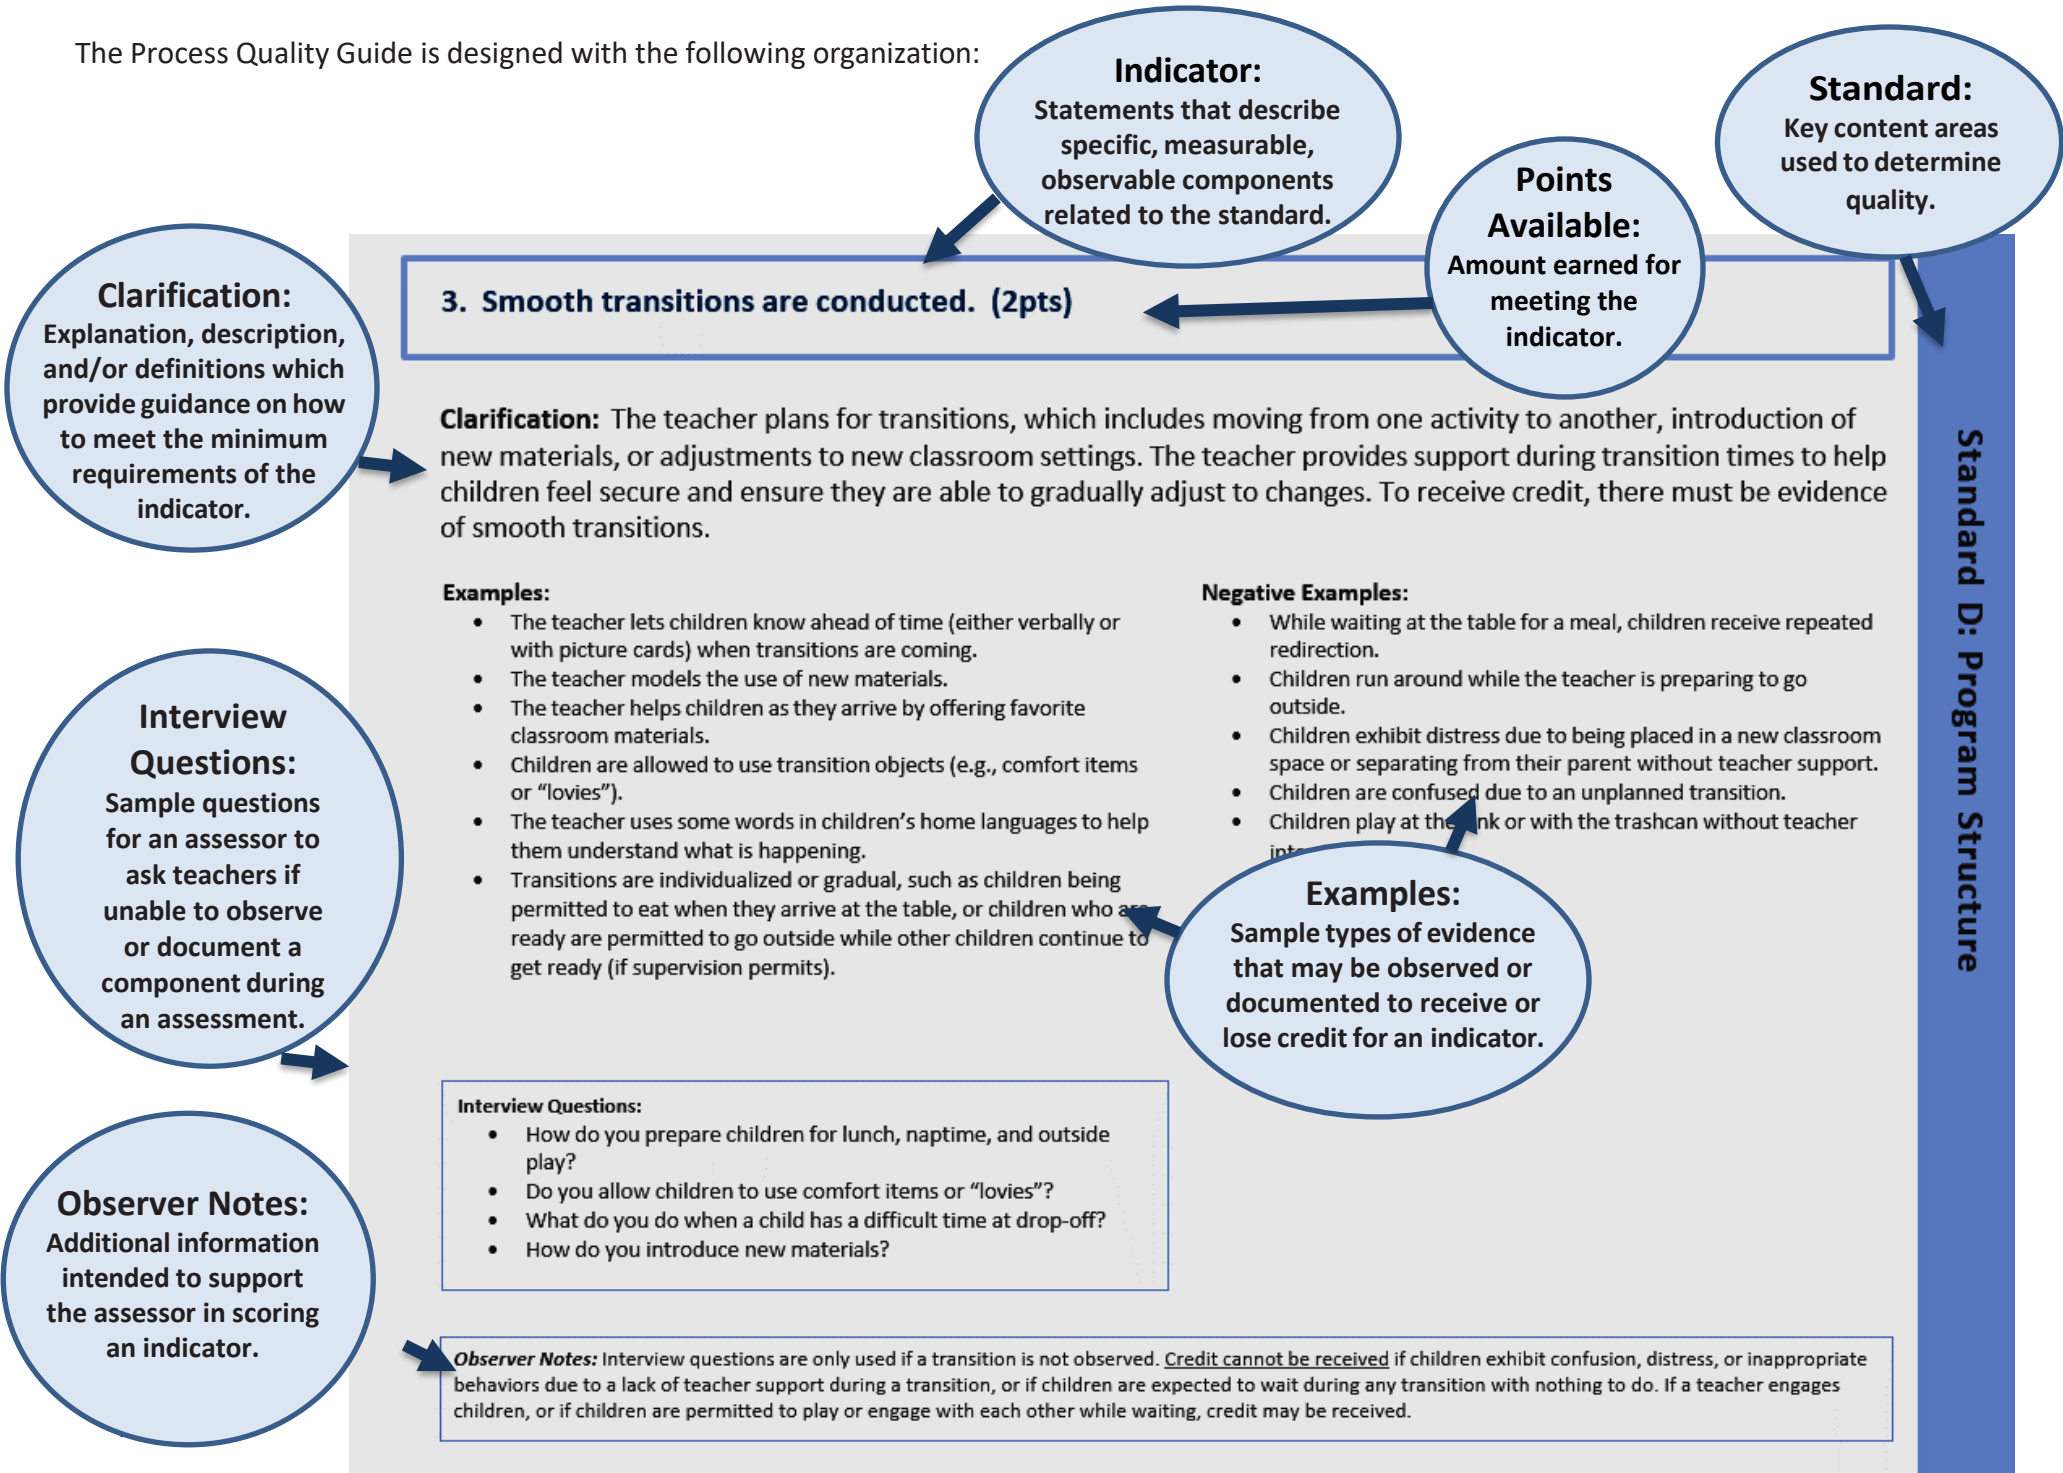 The Process Quality Guide is designed with the following organization:
Indicator:
Statements that describe
specific, measurable,
observable components
related to the standard.
Standard:
Key content areas
used to determine
quality.
Points
Available:
Amount earned for
meeting the
indicator.
Clarification:
Explanation, description,
and/or definitions which
provide guidance on how
to meet the minimum
requirements of the
indicator.
3. Smooth transitions are conducted. (2pts)
Clarification: The teacher plans for transitions, which includes moving from one activity to another, introduction of
new materials, or adjustments to new classroom settings. The teacher provides support during transition times to help
children feel secure and ensure they are able to gradually adjust to changes. To receive credit, there must be evidence
of smooth transitions.
Standard D: Program Structure
Examples:
• The teacher lets children know ahead of time (either verbally or
with picture cards) when transitions are coming.
• The teacher models the use of new materials.
• The teacher helps children as they arrive by offering favorite
classroom materials.
• Children are allowed to use transition objects (e.g., comfort items
or “lovies”).
• The teacher uses some words in children’s home languages to help
them understand what is happening.
• Transitions are individualized or gradual, such as children being
permitted to eat when they arrive at the table, or children who are
ready are permitted to go outside while other children continue to
get ready (if supervision permits).
Negative Examples:
• While waiting at the table for a meal, children receive repeated
redirection.
• Children run around while the teacher is preparing to go
outside.
• Children exhibit distress due to being placed in a new classroom
space or separating from their parent without teacher support.
• Children are confused due to an unplanned transition.
• Children play at the or with the trashcan without teacher
Examples:
Sample types of evidence
that may be observed or
documented to receive or
lose credit for an indicator.
Interview
Questions:
Sample questions
for an assessor to
ask teachers if
unable to observe
or document a
component during
an assessment.
Interview Questions:
• How do you prepare children for lunch, naptime, and outside
play?
• Do you allow children to use comfort items or “lovies”?
• What do you do when a child has a difficult time at drop-off?
• How do you introduce new materials?
Observer Notes:
Additional information
intended to support
the assessor in scoring
an indicator.
Observer Notes: Interview questions are only used if a transition is not observed. Credit cannot be received if children exhibit confusion, distress, or inappropriate
behaviors due to a lack of teacher support during a transition, or if children are expected to wait during any transition with nothing to do. If a teacher engages
children, or if children are permitted to play or engage with each other while waiting, credit may be received.